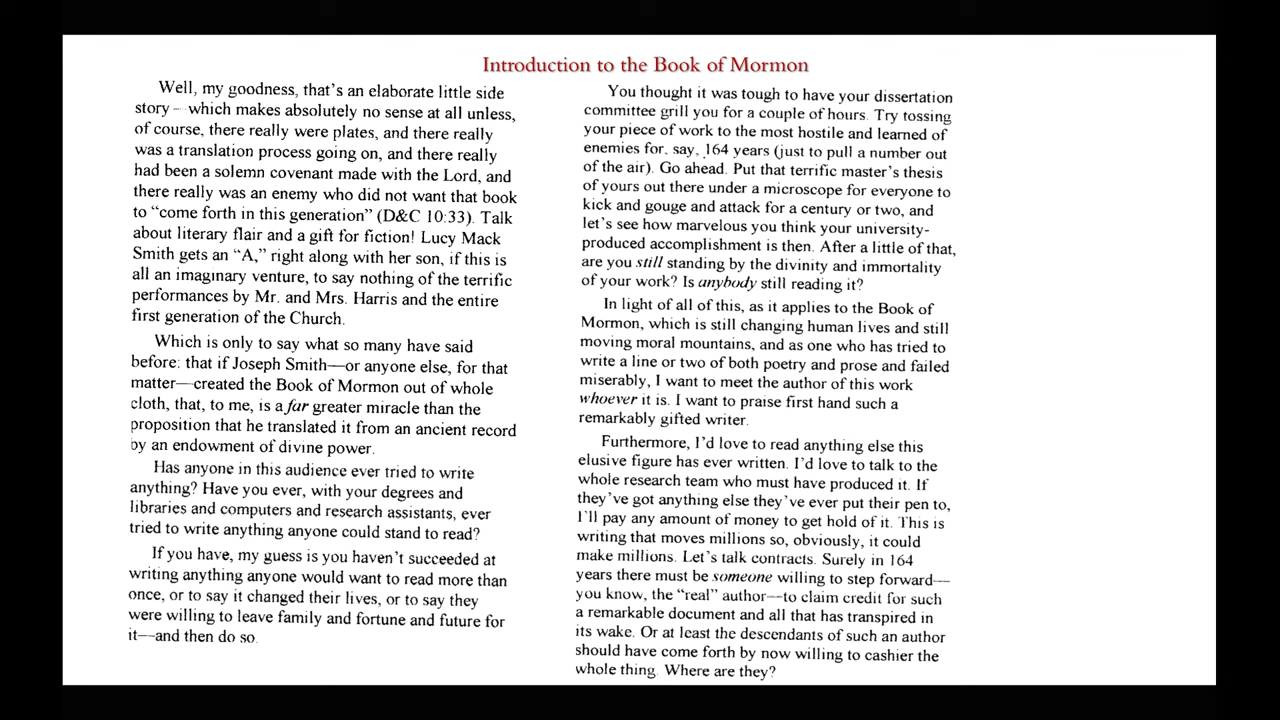 Introduction to the Book of Mormon
Well, my goodness, that's an elaborate little side
story—which makes absolutely no sense at all unless,
of course, there really were plates, and there really
was a translation process going on, and there really
had been a solemn covenant made with the Lord, and
there really was an enemy who did not want that book
to "come forth in this generation" (D&C 10:33). Talk
about literary flair and a gift for fiction! Lucy Mack
Smith gets an "A," right along with her son, if this is
all an imaginary venture, to say nothing of the terrific
performances by Mr. and Mrs. Harris and the entire
first generation of the Church.
Which is only to say what so many have said
before: that if Joseph Smith—or anyone else, for that
matter—created the Book of Mormon out of whole
cloth, that, to me, is a far greater miracle than the
proposition that he translated it from an ancient record
by an endowment of divine power.
Has anyone in this audience ever tried to write
anything? Have you ever, with your degrees and
libraries and computers and research assistants, ever
tried to write anything anyone could stand to read?
If you have, my guess is you haven't succeeded at
writing anything anyone would want to read more than
once, or to say it changed their lives, or to say they
were willing to leave family and fortune and future for
it—and then do so.
You thought it was tough to have your dissertation
committee grill you for a couple of hours. Try tossing
your piece of work to the most hostile and learned of
enemies for, say, 164 years (just to pull a number out
of the air). Go ahead. Put that terrific master's thesis
of yours out there under a microscope for everyone to
kick and gouge and attack for a century or two, and
let's see how marvelous you think your university-
produced accomplishment is then. After a little of that,
are you still standing by the divinity and immortality
of your work? Is anybody still reading it?
In light of all of this, as it applies to the Book of
Mormon, which is still changing human lives and still
moving moral mountains, and as one who has tried to
write a line or two of both poetry and prose and failed
miserably, I want to meet the author of this work
whoever it is. I want to praise first hand such a
remarkably gifted writer.
Furthermore, I'd love to read anything else this
elusive figure has ever written. I'd love to talk to the
whole research team who must have produced it. If
they've got anything else they've ever put their pen to,
I'll pay any amount of money to get hold of it. This is
writing that moves millions so, obviously, it could
make millions. Let's talk contracts. Surely in 164
years there must be someone willing to step forward—
you know, the "real" author—to claim credit for such
a remarkable document and all that has transpired in
its wake. Or at least the descendants of such an author
should have come forth by now willing to cashier the
whole thing. Where are they?